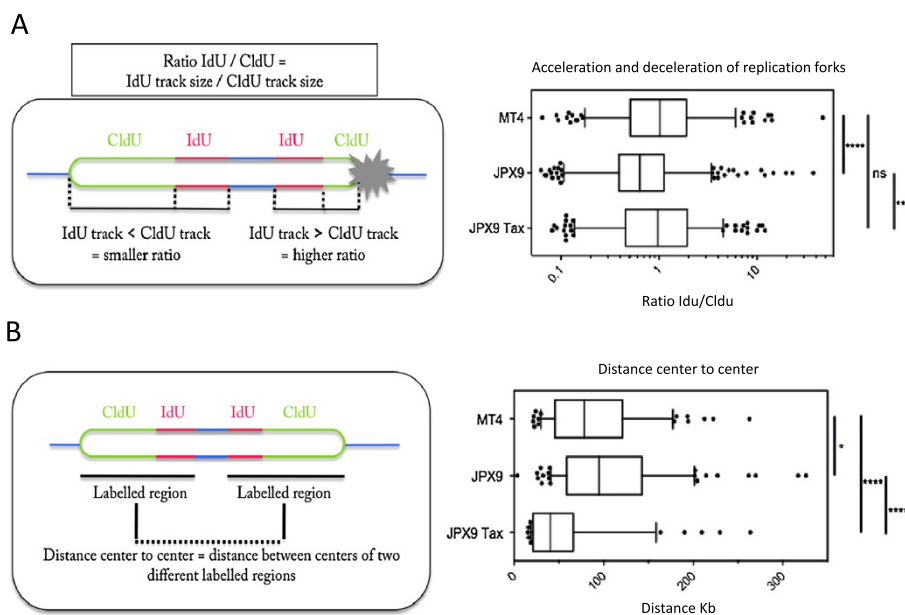 A
Ratio IdU / CldU =
IdU track size / CldU track size
CldU IdU IdU CldU
IdU track < CldU track
= smaller ratio
IdU track > CldU track
= higher ratio
Acceleration and deceleration of replication forks
MT4
JPX9
JPX9 Tax
0.1 1 10
Ratio Idu/Cldu
****
ns
B
CldU IdU IdU CldU
Labelled region Labelled region
Distance center to center = distance between centers of two
different labelled regions
Distance center to center
MT4
JPX9
JPX9 Tax
0 100 200 300
Distance Kb
*
****